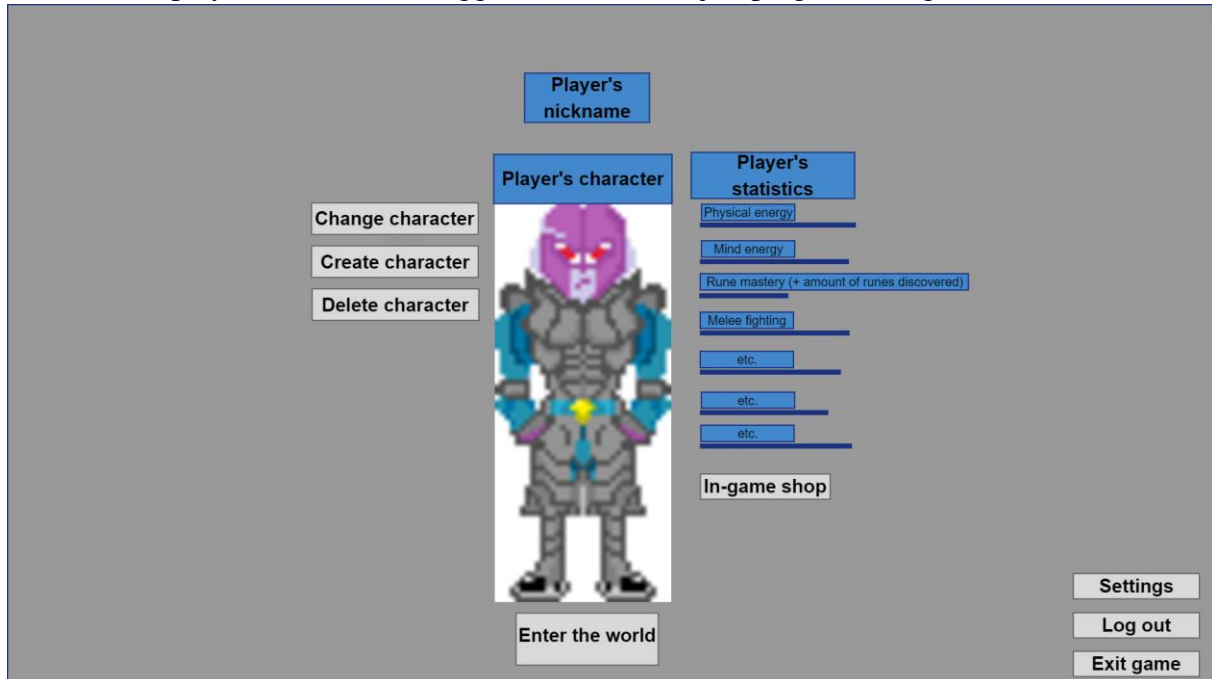 Player's
nickname
Player's character
Player's
statistics
Change character
Create character
Delete character
Physical energy
Mind energy
Rune mastery (+ amount of runes discovered)
Melee fighting
etc.
etc.
etc.
In-game shop
Enter the world
Settings
Log out
Exit game